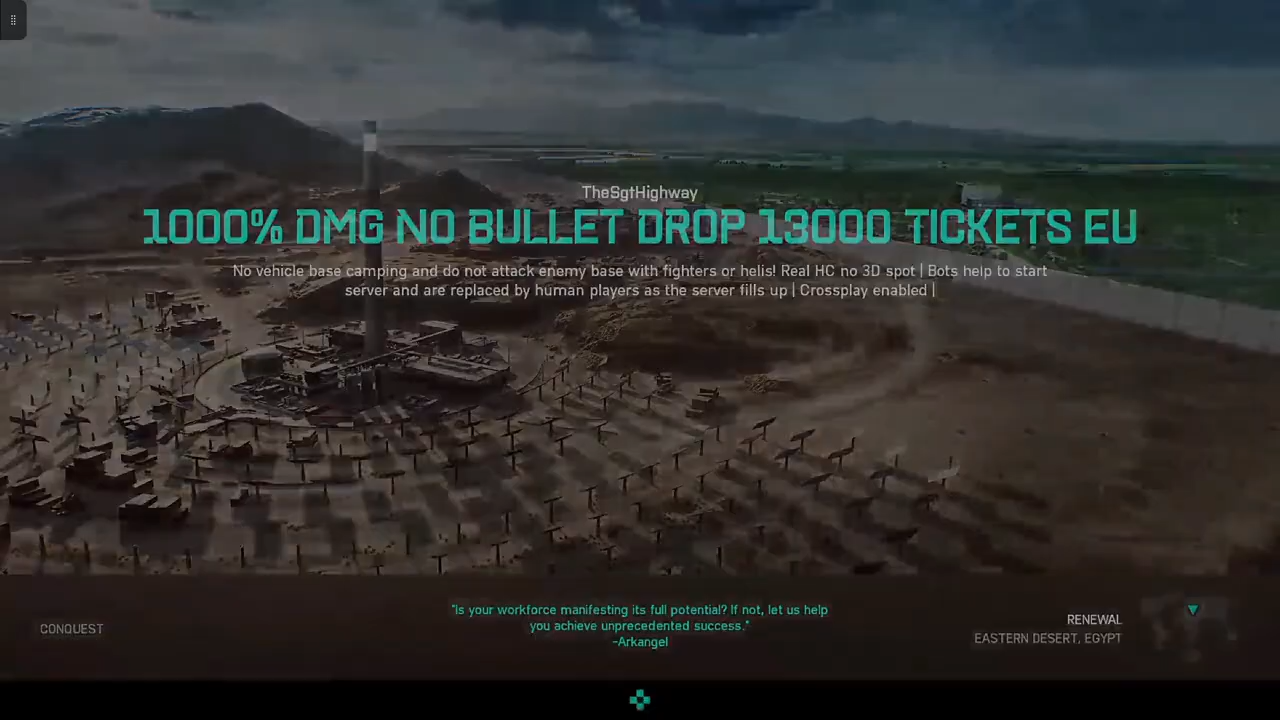 TheSgtHighway
1000% DMG NO BULLET DROP 13000 TICKETS EU
No vehicle base camping and do not attack enemy base with fighters or helis! Real HC no 3D spot | Bots help to start
server and are replaced by human players as the server fills up | Crossplay enabled |
CONQUEST
"Is your workforce manifesting its full potential? If not, let us help
you achieve unprecedented success."
-Arkangel
RENEWAL
EASTERN DESERT, EGYPT